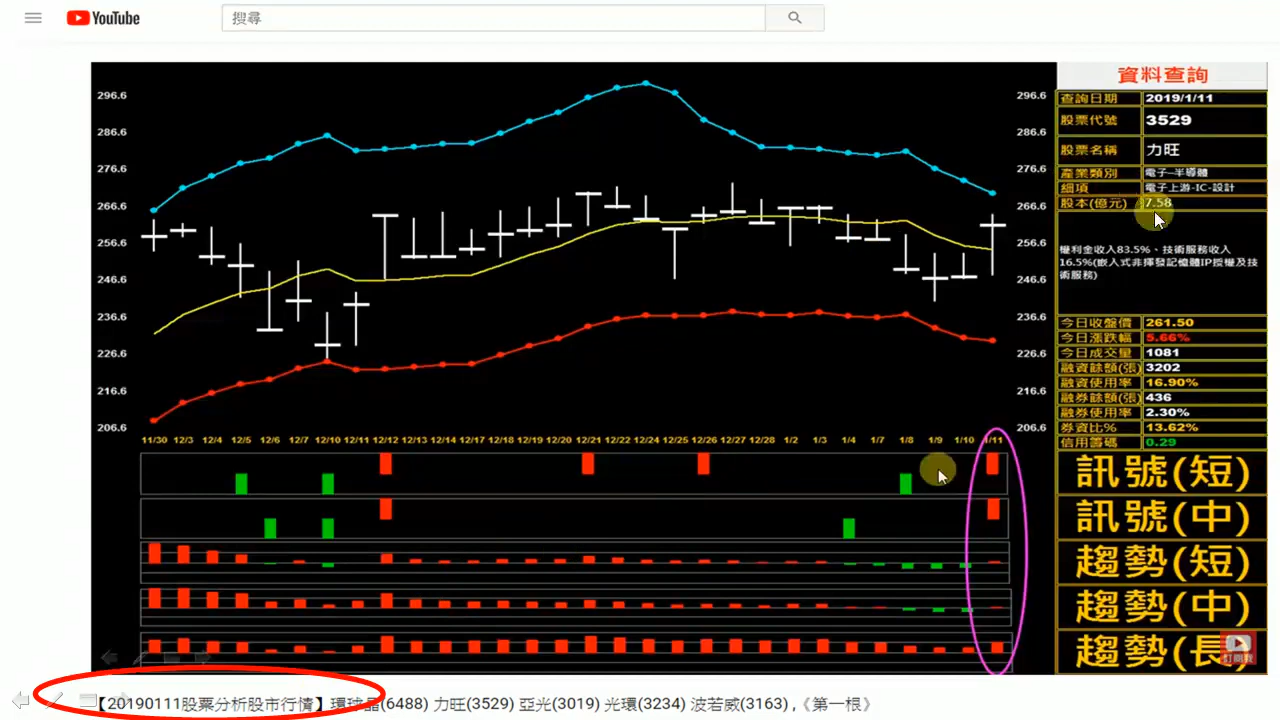 YouTube
搜尋
資料查詢
查詢日期 2019/1/11
股票代號 3529
股票名稱 力旺
產業類別 電子–半導體
細項 電子上游-IC-設計
股本(億元) 7.58
權利金收入83.5%、技術服務收入
16.5%(嵌入式非揮發記憶體IP授權及技
術服務)
今日收盤價 261.50
今日漲跌幅 5.66%
今日成交量 1081
融資餘額(張) 3202
融資使用率 16.90%
融券餘額(張) 436
融券使用率 2.30%
券資比% 13.62%
信用籌碼 0.29
訊號(短)
訊號(中)
趨勢(短)
趨勢(中)
趨勢(長)
訂閱我
296.6 296.6
286.6 286.6
276.6 276.6
266.6 266.6
256.6 256.6
246.6 246.6
236.6 236.6
226.6 226.6
216.6 216.6
206.6 206.6
11/30 12/3 12/4 12/5 12/6 12/7 12/10 12/11 12/12 12/13 12/14 12/17 12/18 12/19 12/20 12/21 12/22 12/24 12/25 12/26 12/27 12/28 1/2 1/3 1/4 1/7 1/8 1/9 1/10 1/11
【20190111股票分析股市行情】環球晶(6488) 力旺(3529) 亞光(3019) 光環(3234) 波若威(3163) ,《第一根》